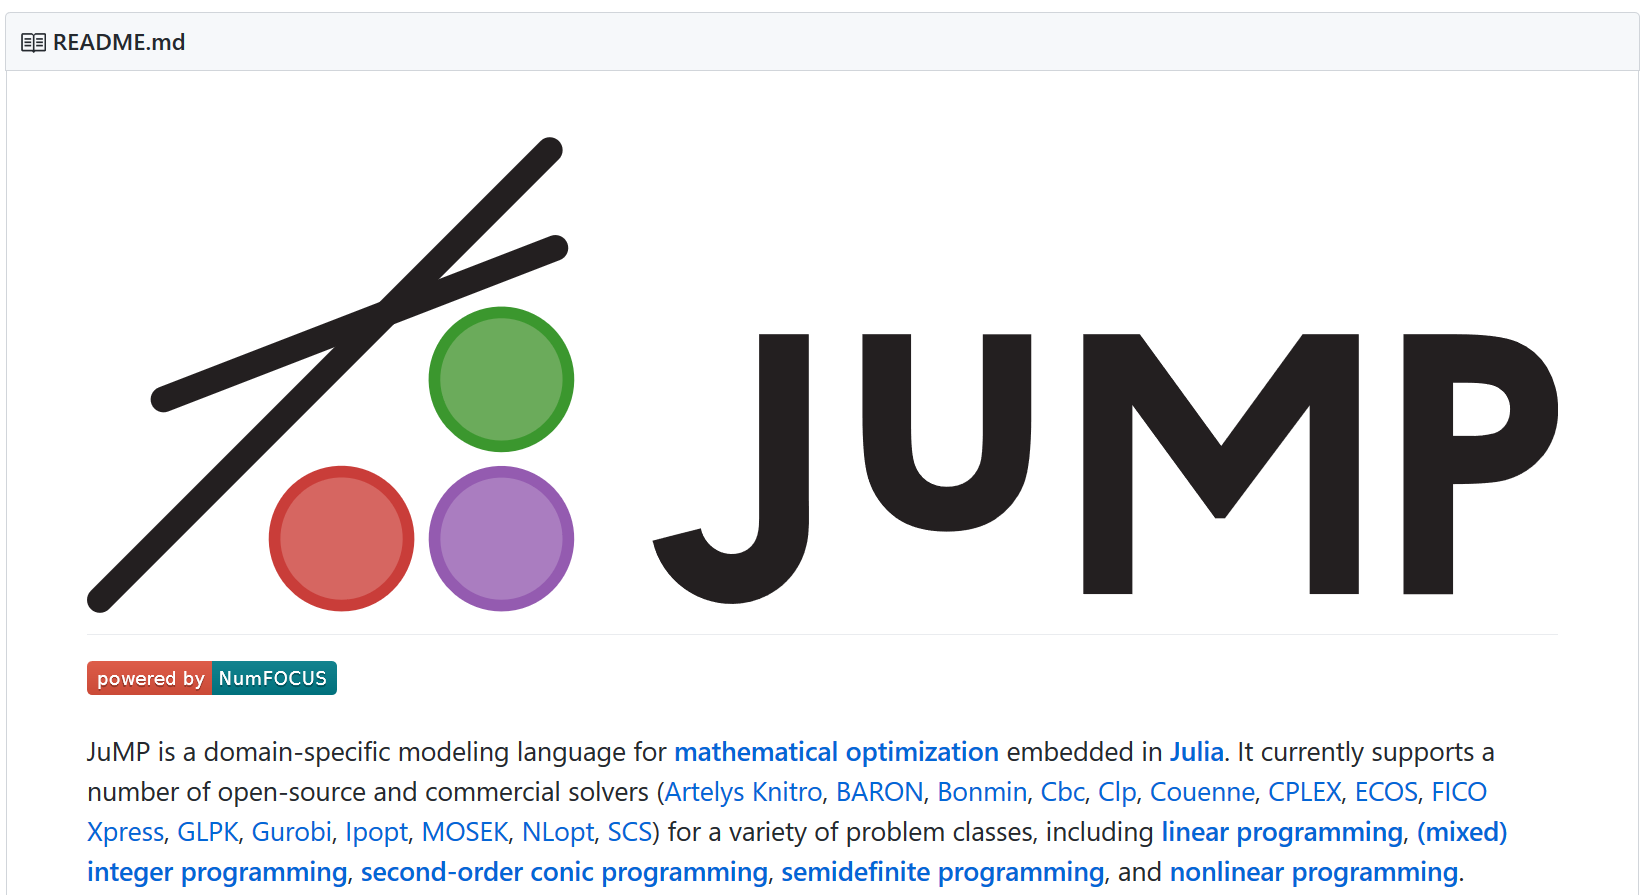 README.md
JuMP
powered by NumFOCUS
JuMP is a domain-specific modeling language for mathematical optimization embedded in Julia. It currently supports a
number of open-source and commercial solvers (Artelys Knitro, BARON, Bonmin, Cbc, Clp, Couenne, CPLEX, ECOS, FICO
Xpress, GLPK, Gurobi, Ipopt, MOSEK, NLopt, SCS) for a variety of problem classes, including linear programming, (mixed)
integer programming, second-order conic programming, semidefinite programming, and nonlinear programming.